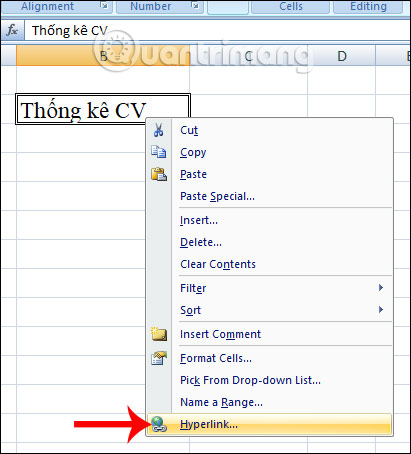 Alignment Number Cells Editing
fx Thống kê CV
Quantrimang
B C D E
Thống kê CV
Cut
Copy
Paste
Paste Special...
Insert...
Delete...
Clear Contents
Filter
Sort
Insert Comment
Format Cells...
Pick From Drop-down List...
Name a Range...
Hyperlink...